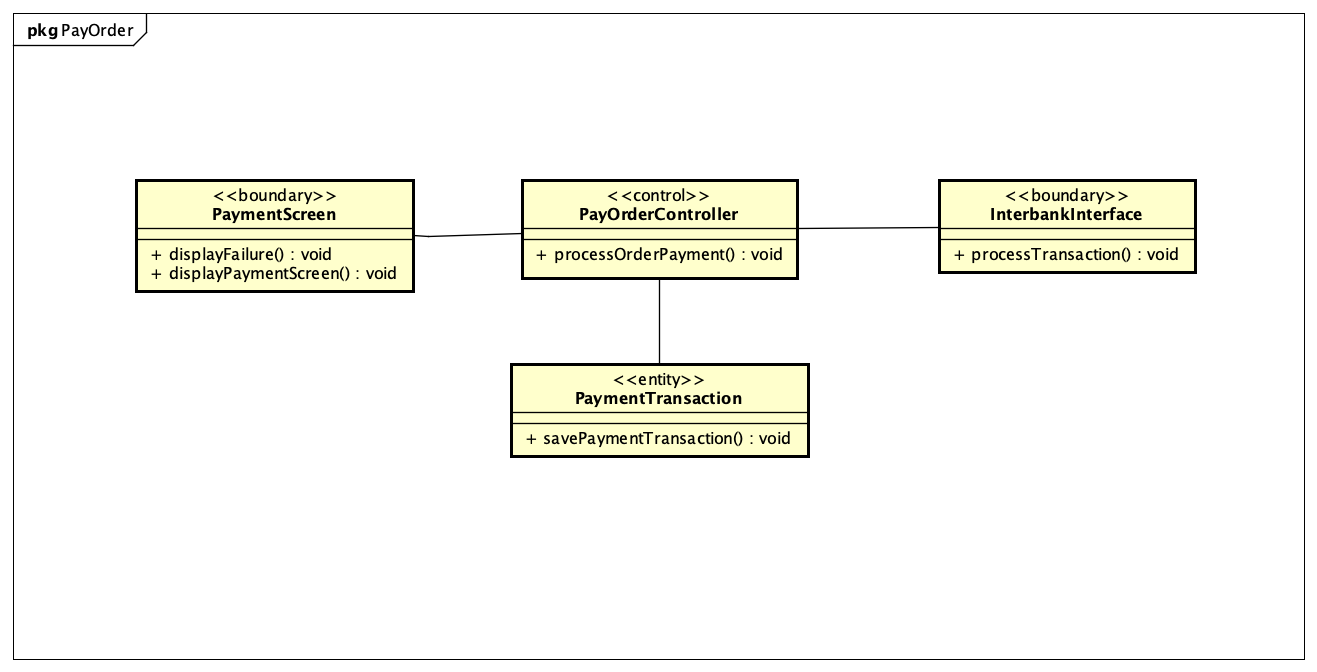 pkg PayOrder
<<boundary>>
PaymentScreen
+ displayFailure() : void
+ displayPaymentScreen() : void
<<control>>
PayOrderController
+ processOrderPayment() : void
<<boundary>>
InterbankInterface
+ processTransaction() : void
<<entity>>
PaymentTransaction
+ savePaymentTransaction() : void